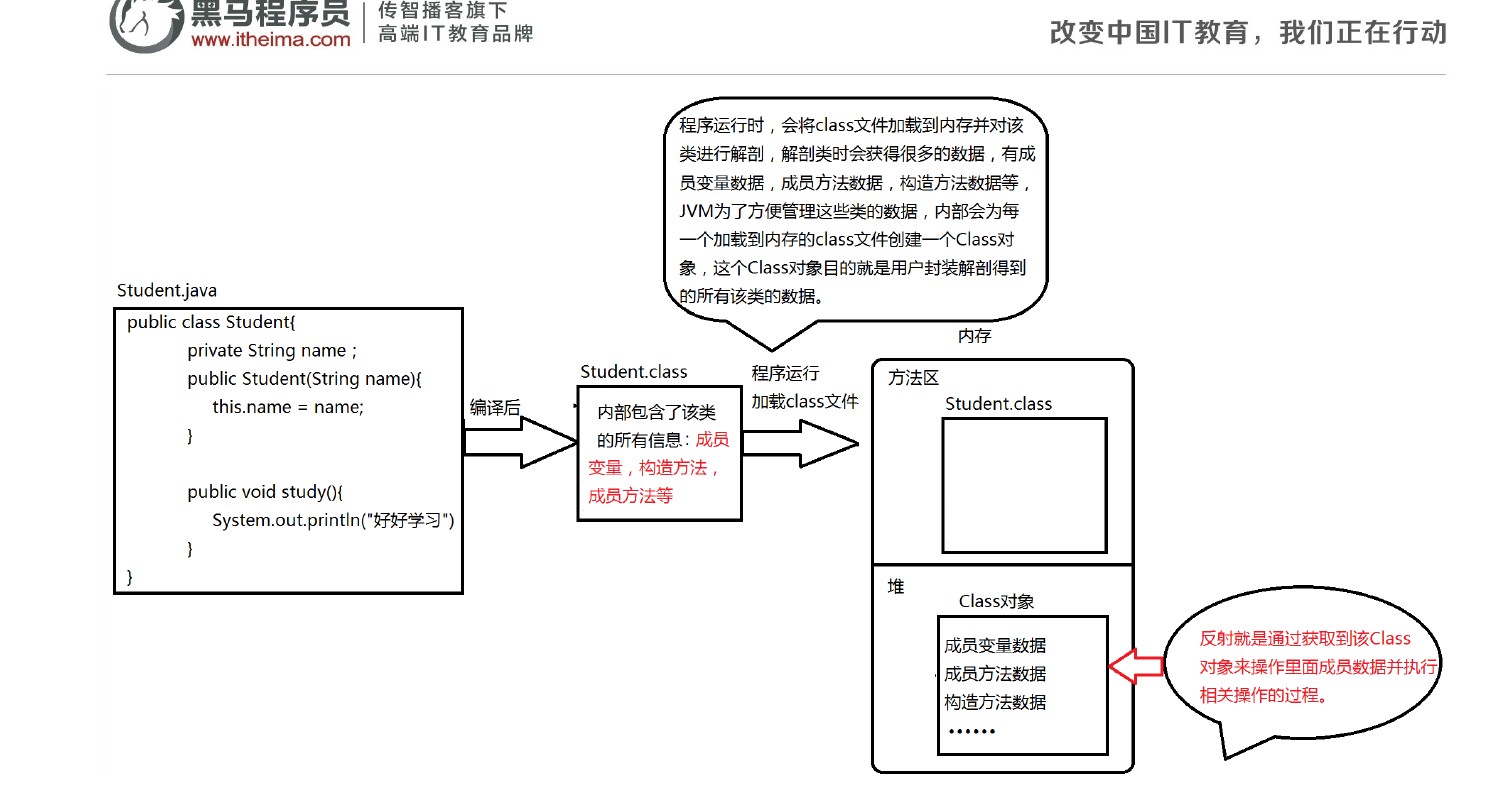 黑马程序员
www.itheima.com
传智播客旗下
高端IT教育品牌
改变中国IT教育，我们正在行动
程序运行时，会将class文件加载到内存并对该
类进行解剖，解剖类时会获得很多的数据，有成
员变量数据，成员方法数据，构造方法数据等，
JVM为了方便管理这些类的数据，内部会为每
一个加载到内存的class文件创建一个Class对
象，这个Class对象目的就是用户封装解剖得到
的所有该类的数据。
Student.java
public class Student{
private String name ;
public Student(String name){
this.name = name;
}
public void study(){
System.out.println("好好学习")
}
}
编译后
Student.class
内部包含了该类
的所有信息：成员
变量，构造方法，
成员方法等
程序运行
加载class文件
内存
方法区
Student.class
堆
Class对象
成员变量数据
成员方法数据
构造方法数据
••••••
反射就是通过获取到该Class
对象来操作里面成员数据并执行
相关操作的过程。